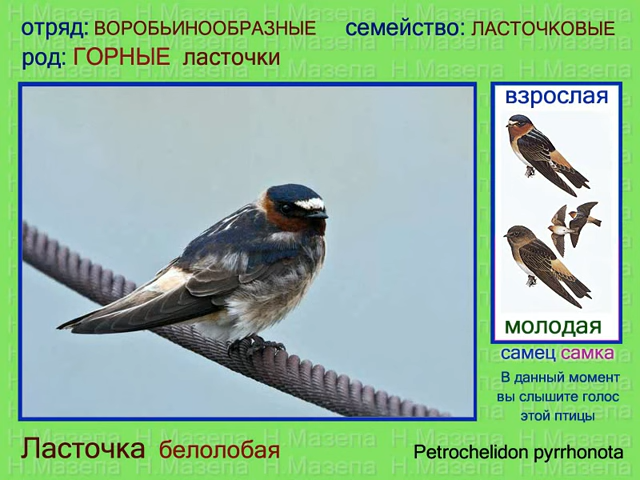 отряд: ВОРОБЬИНООБРАЗНЫЕ семейство: ЛАСТОЧКОВЫЕ
род: ГОРНЫЕ ласточки
взрослая
молодая
самец самка
В данный момент
вы слышите голос
этой птицы
Ласточка белолобая Petrochelidon pyrrhonota
Н.Мазепа